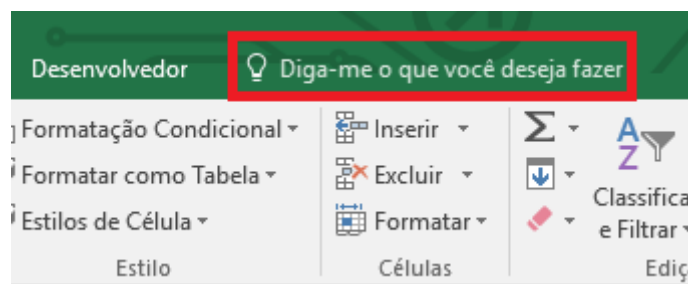 Desenvolvedor Diga-me o que você deseja fazer
Formatação Condicional Inserir
Formatar como Tabela Excluir
Estilos de Célula Formatar
e Filtrar
Estilo Células